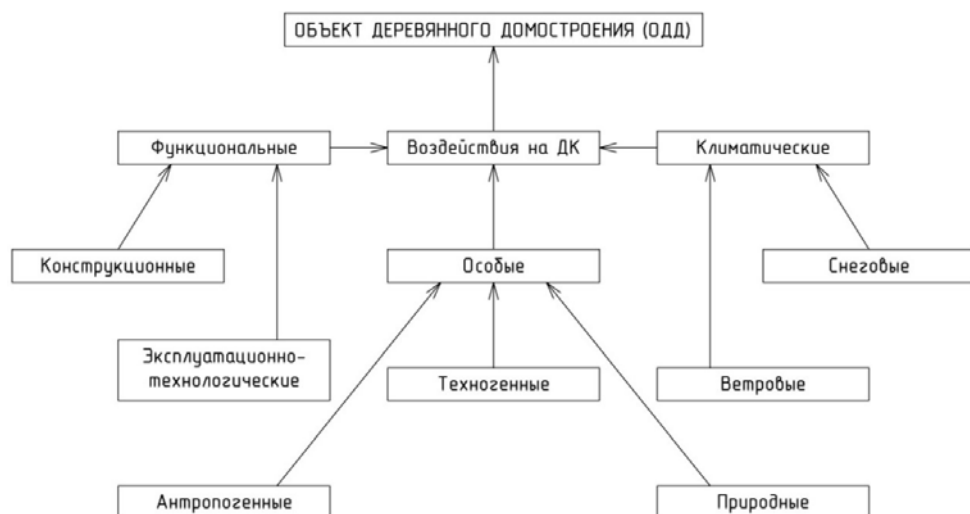 ОБЪЕКТ ДЕРЕВЯННОГО ДОМОСТРОЕНИЯ (ОДД)
Функциональные
Воздействия на ДК
Климатические
Конструкционные
Особые
Снеговые
Эксплуатационно-
технологические
Техногенные
Ветровые
Антропогенные
Природные